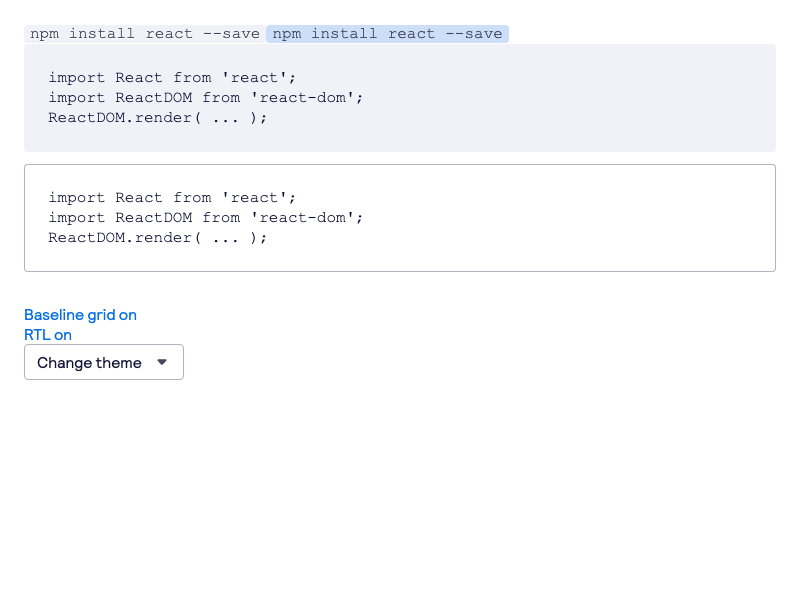 npm install react --save npm install react --save
import React from 'react';
import ReactDOM from 'react-dom';
ReactDOM.render( ... );
import React from 'react';
import ReactDOM from 'react-dom';
ReactDOM.render( ... );
Baseline grid on
RTL on
Change theme